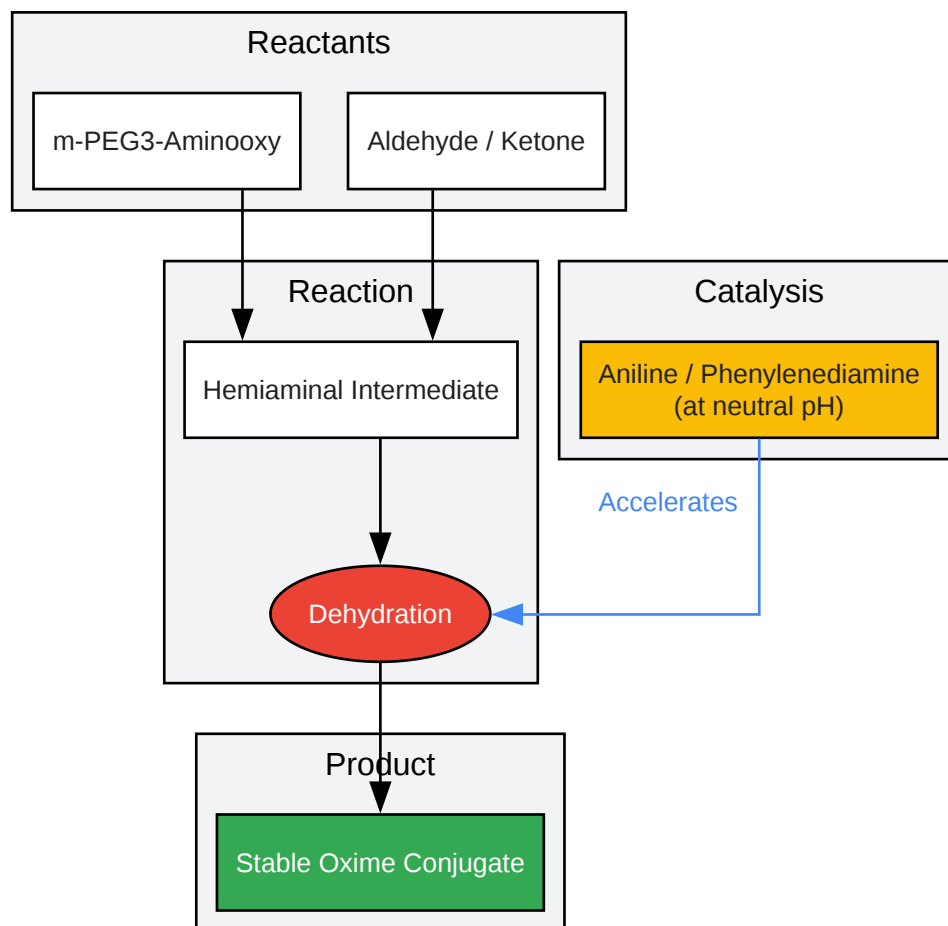 Reactants
m-PEG3-Aminooxy
Aldehyde / Ketone
Reaction
Catalysis
Hemiaminal Intermediate
Aniline / Phenylenediamine
(at neutral pH)
Accelerates
Dehydration
Product
Stable Oxime Conjugate